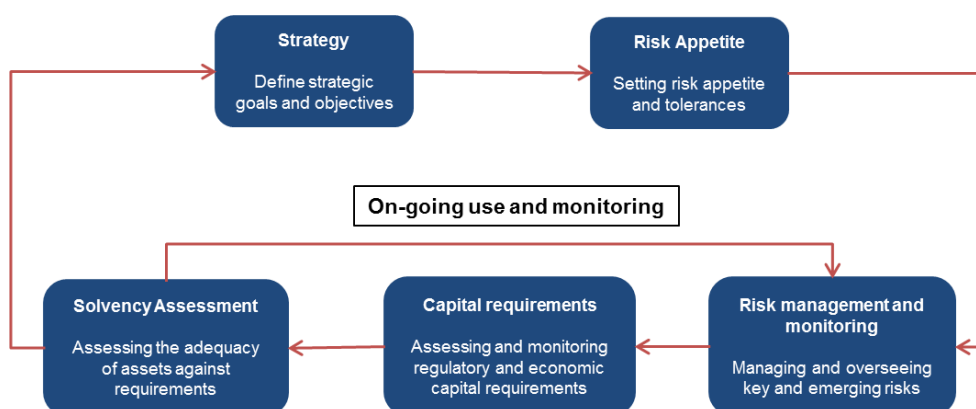 Strategy
Define strategic
goals and objectives
Risk Appetite
Setting risk appetite
and tolerances
On-going use and monitoring
Solvency Assessment
Assessing the adequacy
of assets against
requirements
Capital requirements
Assessing and monitoring
regulatory and economic
capital requirements
Risk management and
monitoring
Managing and overseeing
key and emerging risks